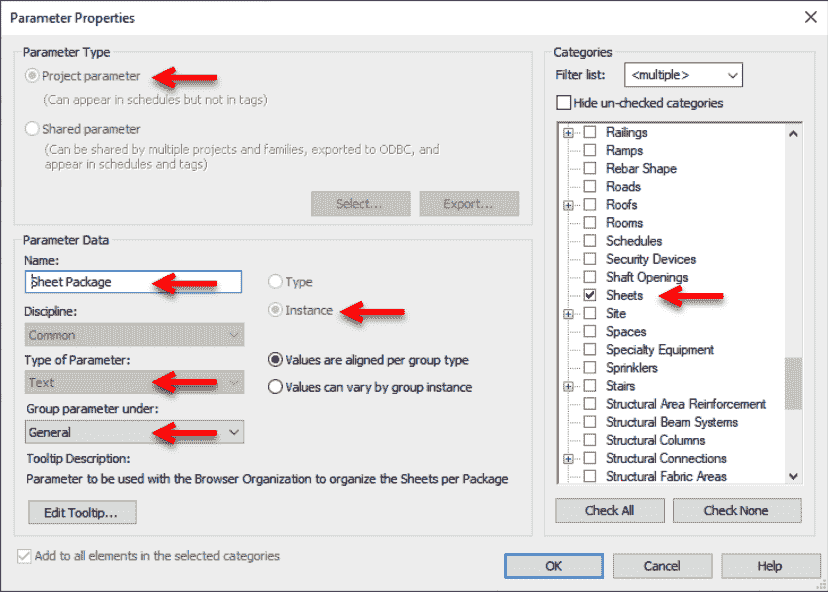 Parameter Properties
Parameter Type
Project parameter
(Can appear in schedules but not in tags)
Shared parameter
(Can be shared by multiple projects and families, exported to ODBC, and
appear in schedules and tags)
Select...
Export...
Parameter Data
Name:
Sheet Package
Discipline:
Common
Type of Parameter:
Text
Group parameter under:
General
Type
Instance
Values are aligned per group type
Values can vary by group instance
Tooltip Description:
Parameter to be used with the Browser Organization to organize the Sheets per Package
Edit Tooltip...
Add to all elements in the selected categories
Categories
Filter list:
<multiple>
Hide un-checked categories
Railings
Ramps
Rebar Shape
Roads
Roofs
Rooms
Schedules
Security Devices
Shaft Openings
Sheets
Site
Spaces
Specialty Equipment
Sprinklers
Stairs
Structural Area Reinforcement
Structural Beam Systems
Structural Columns
Structural Connections
Structural Fabric Areas
Check All
Check None
OK
Cancel
Help